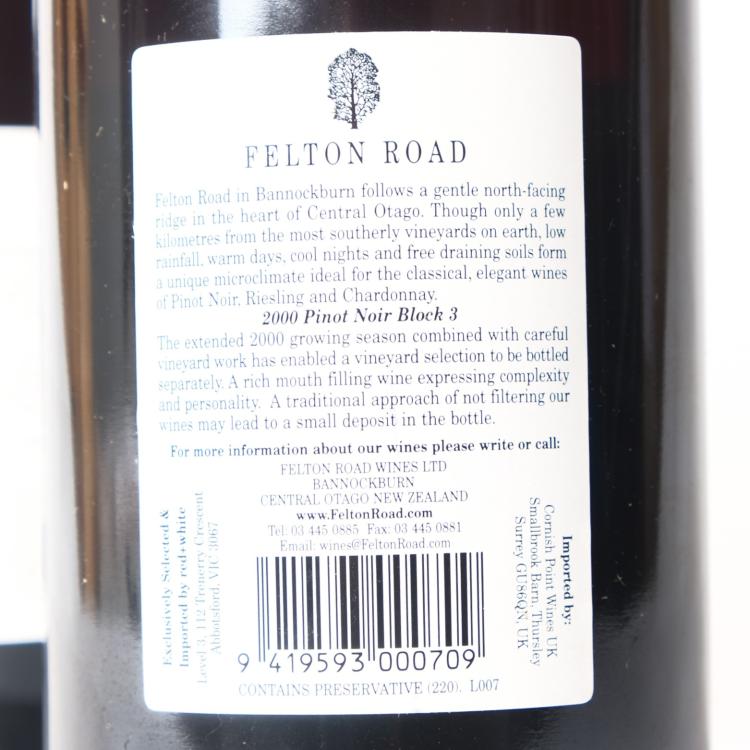 FELTON ROAD
Felton Road in Bannockburn follows a gentle north-facing
ridge in the heart of Central Otago. Though only a few
kilometres from the most southerly vineyards on earth, low
rainfall, warm days, cool nights and free draining soils form
a unique microclimate ideal for the classical, elegant wines
of Pinot Noir, Riesling and Chardonnay.
2000 Pinot Noir Block 3
The extended 2000 growing season combined with careful
vineyard work has enabled a vineyard selection to be bottled
separately. A rich mouth filling wine expressing complexity
and personality. A traditional approach of not filtering our
wines may lead to a small deposit in the bottle.
For more information about our wines please write or call:
FELTON ROAD WINES LTD
BANNOCKBURN
CENTRAL OTAGO NEW ZEALAND
www.FeltonRoad.com
Tel: 03 445 0885 Fax: 03 445 0881
Email: wines@FeltonRoad.com
Exclusively Selected &
Imported by red+white
Level 3, 112 Trenerry Crescent
Abbotsford, VIC 3067
Imported by:
Cornish Point Wines UK
Smallbrook Barn, Thursley
Surrey GU86QN, UK
9 419593 000709
CONTAINS PRESERVATIVE (220). L007